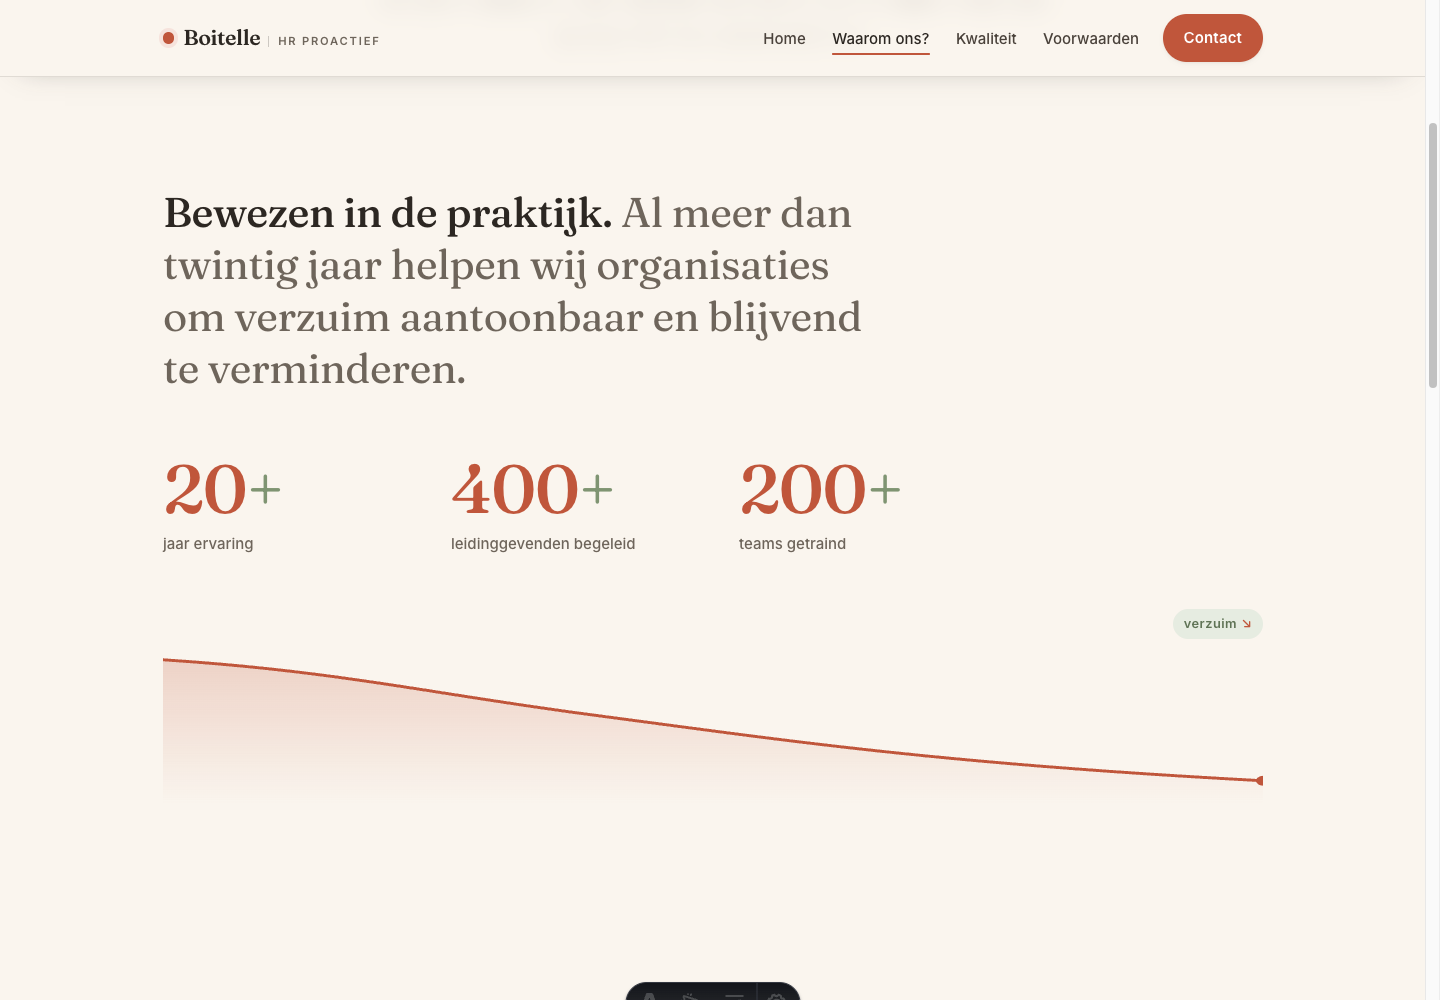 Boitelle | HR PROACTIEF
Home Waarom ons? Kwaliteit Voorwaarden Contact
Bewezen in de praktijk. Al meer dan
twintig jaar helpen wij organisaties
om verzuim aantoonbaar en blijvend
te verminderen.
20+ 400+ 200+
jaar ervaring leidinggevenden begeleid teams getraind
verzuim ↘